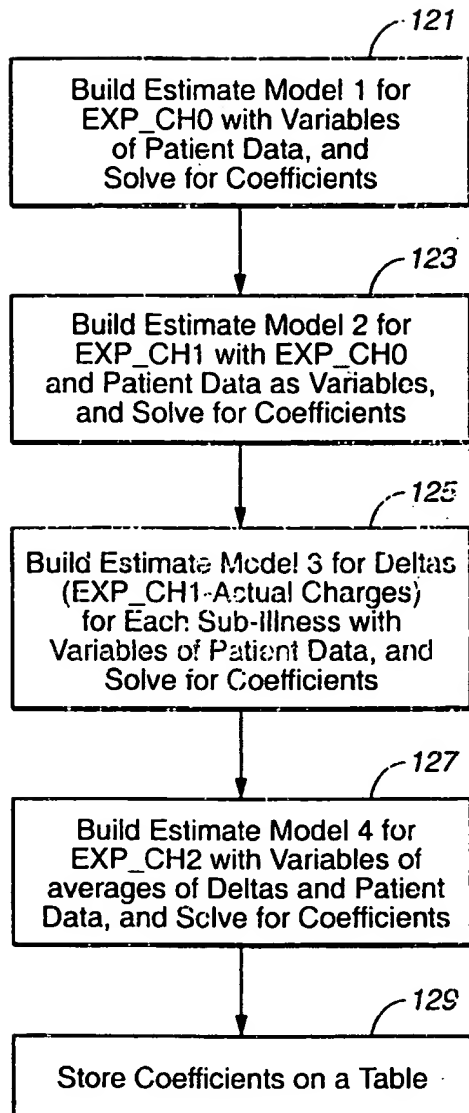 121
Build Estimate Model 1 for
EXP_CH0 with Variables
of Patient Data, and
Solve for Coefficients
123
Build Estimate Model 2 for
EXP_CH1 with EXP_CH0
and Patient Data as Variables,
and Solve for Coefficients
125
Build Estimate Model 3 for Deltas
(EXP_CH1-Actual Charges)
for Each Sub-Illness with
Variables of Patient Data, and
Solve for Coefficients
127
Build Estimate Model 4 for
EXP_CH2 with Variables of
averages of Deltas and Patient
Data, and Solve for Coefficients
129
Store Coefficients on a Table